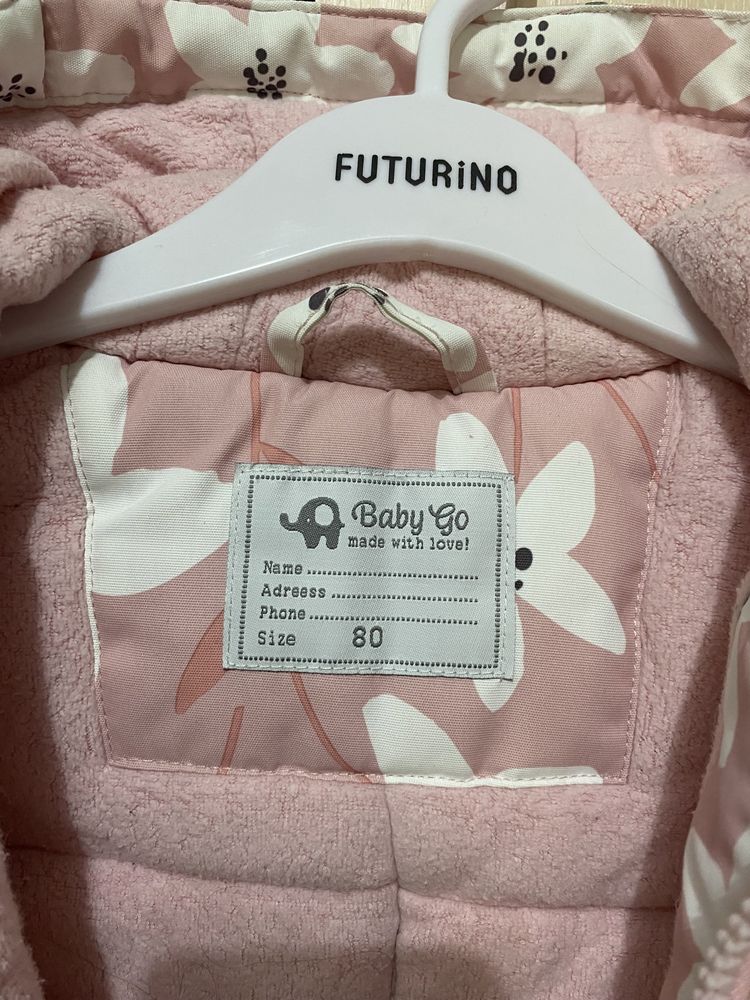 FUTURiNO
Baby Go
made with love!
Name
Adreess
Phone
Size 80